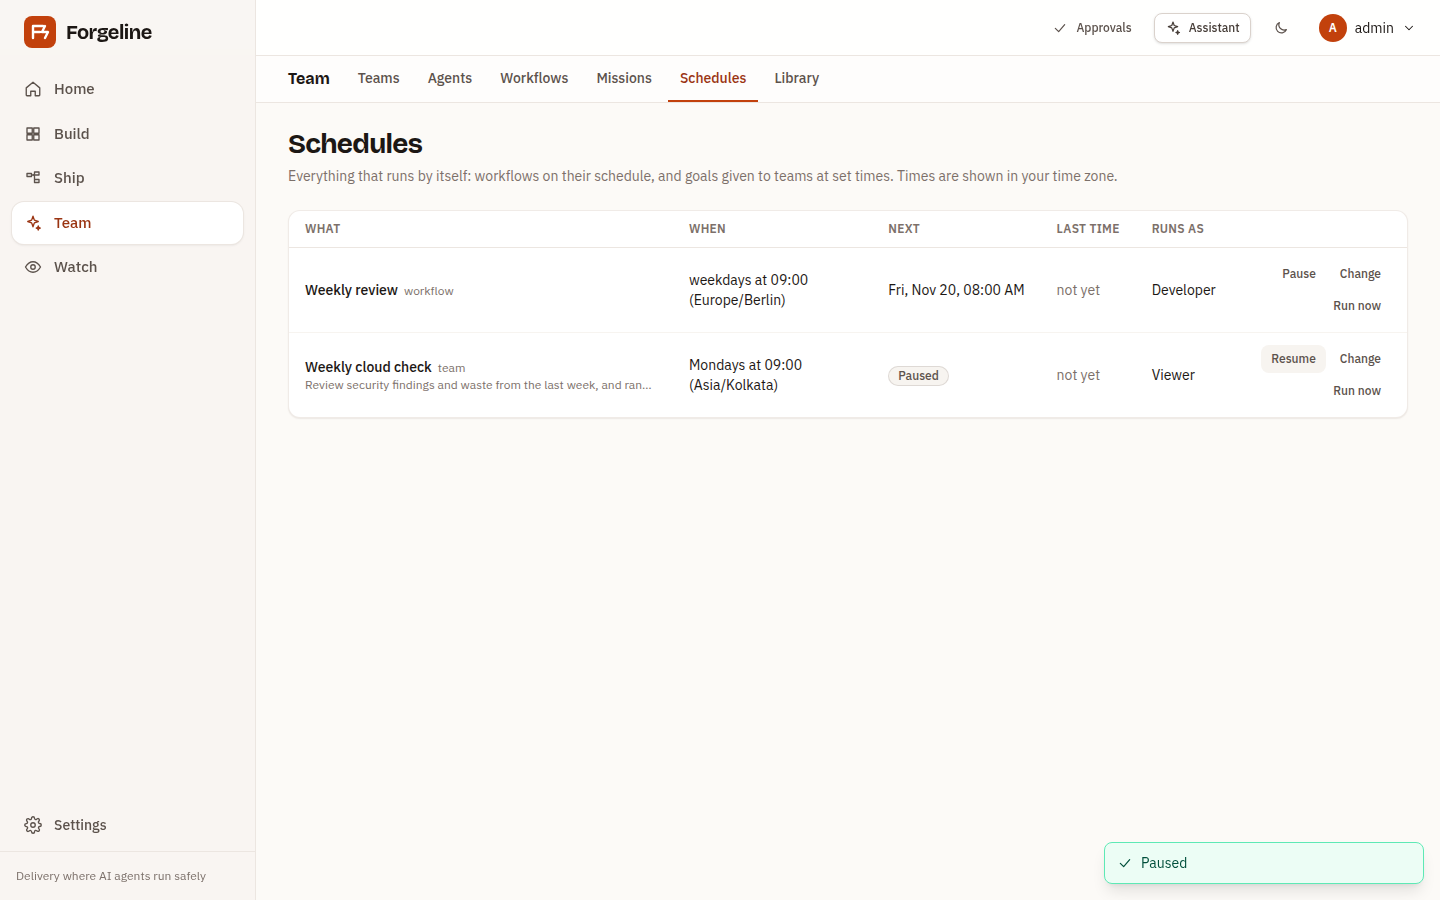 Forgeline
Approvals
Assistant
A
admin
Home
Build
Ship
Team
Watch
Settings
Delivery where AI agents run safely
Team
Teams
Agents
Workflows
Missions
Schedules
Library
Schedules
Everything that runs by itself: workflows on their schedule, and goals given to teams at set times. Times are shown in your time zone.
WHAT WHEN NEXT LAST TIME RUNS AS
Weekly review workflow
weekdays at 09:00
(Europe/Berlin)
Fri, Nov 20, 08:00 AM
not yet
Developer
Pause
Change
Run now
Weekly cloud check team
Review security findings and waste from the last week, and ran...
Mondays at 09:00
(Asia/Kolkata)
Paused
not yet
Viewer
Resume
Change
Run now
Paused